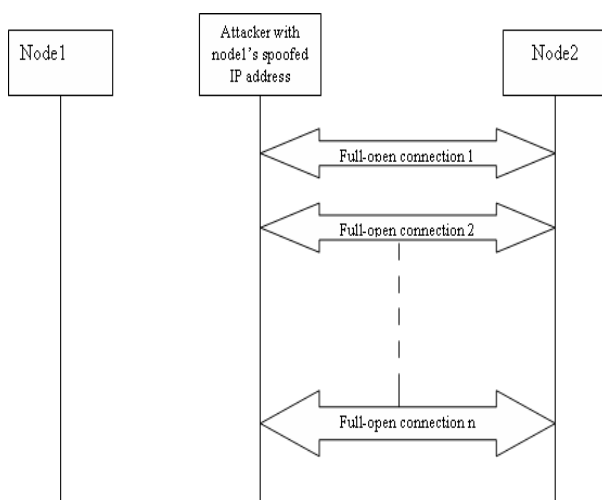 Node1
Attacker with
node1's spoofed
IP address
Node2
Full-open connection 1
Full-open connection 2
Full-open connection n